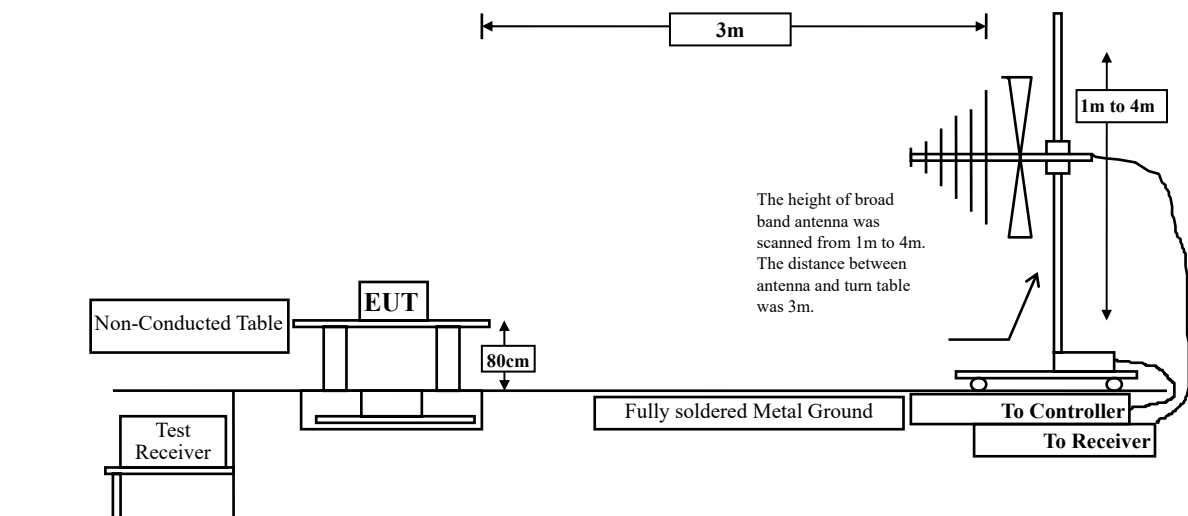 3m
1m to 4m
The height of broad
band antenna was
scanned from 1m to 4m.
The distance between
antenna and turn table
was 3m.
EUT
Non-Conducted Table
80cm
Fully soldered Metal Ground
To Controller
Test
Receiver
To Receiver